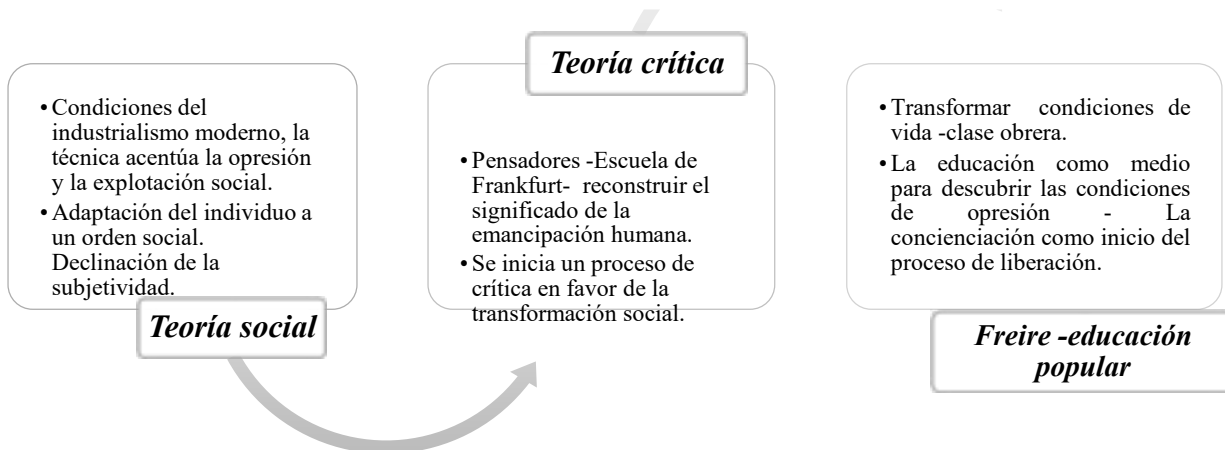 • Condiciones del
industrialismo moderno, la
técnica acentúa la opresión
y la explotación social.
• Adaptación del individuo a
un orden social.
Declinación de la
subjetividad.
Teoría social
Teoría crítica
• Pensadores -Escuela de
Frankfurt- reconstruir el
significado de la
emancipación humana.
• Se inicia un proceso de
crítica en favor de la
transformación social.
• Transformar condiciones de
vida -clase obrera.
• La educación como medio
para descubrir las condiciones
de opresión - La
concienciación como inicio del
proceso de liberación.
Freire -educación
popular